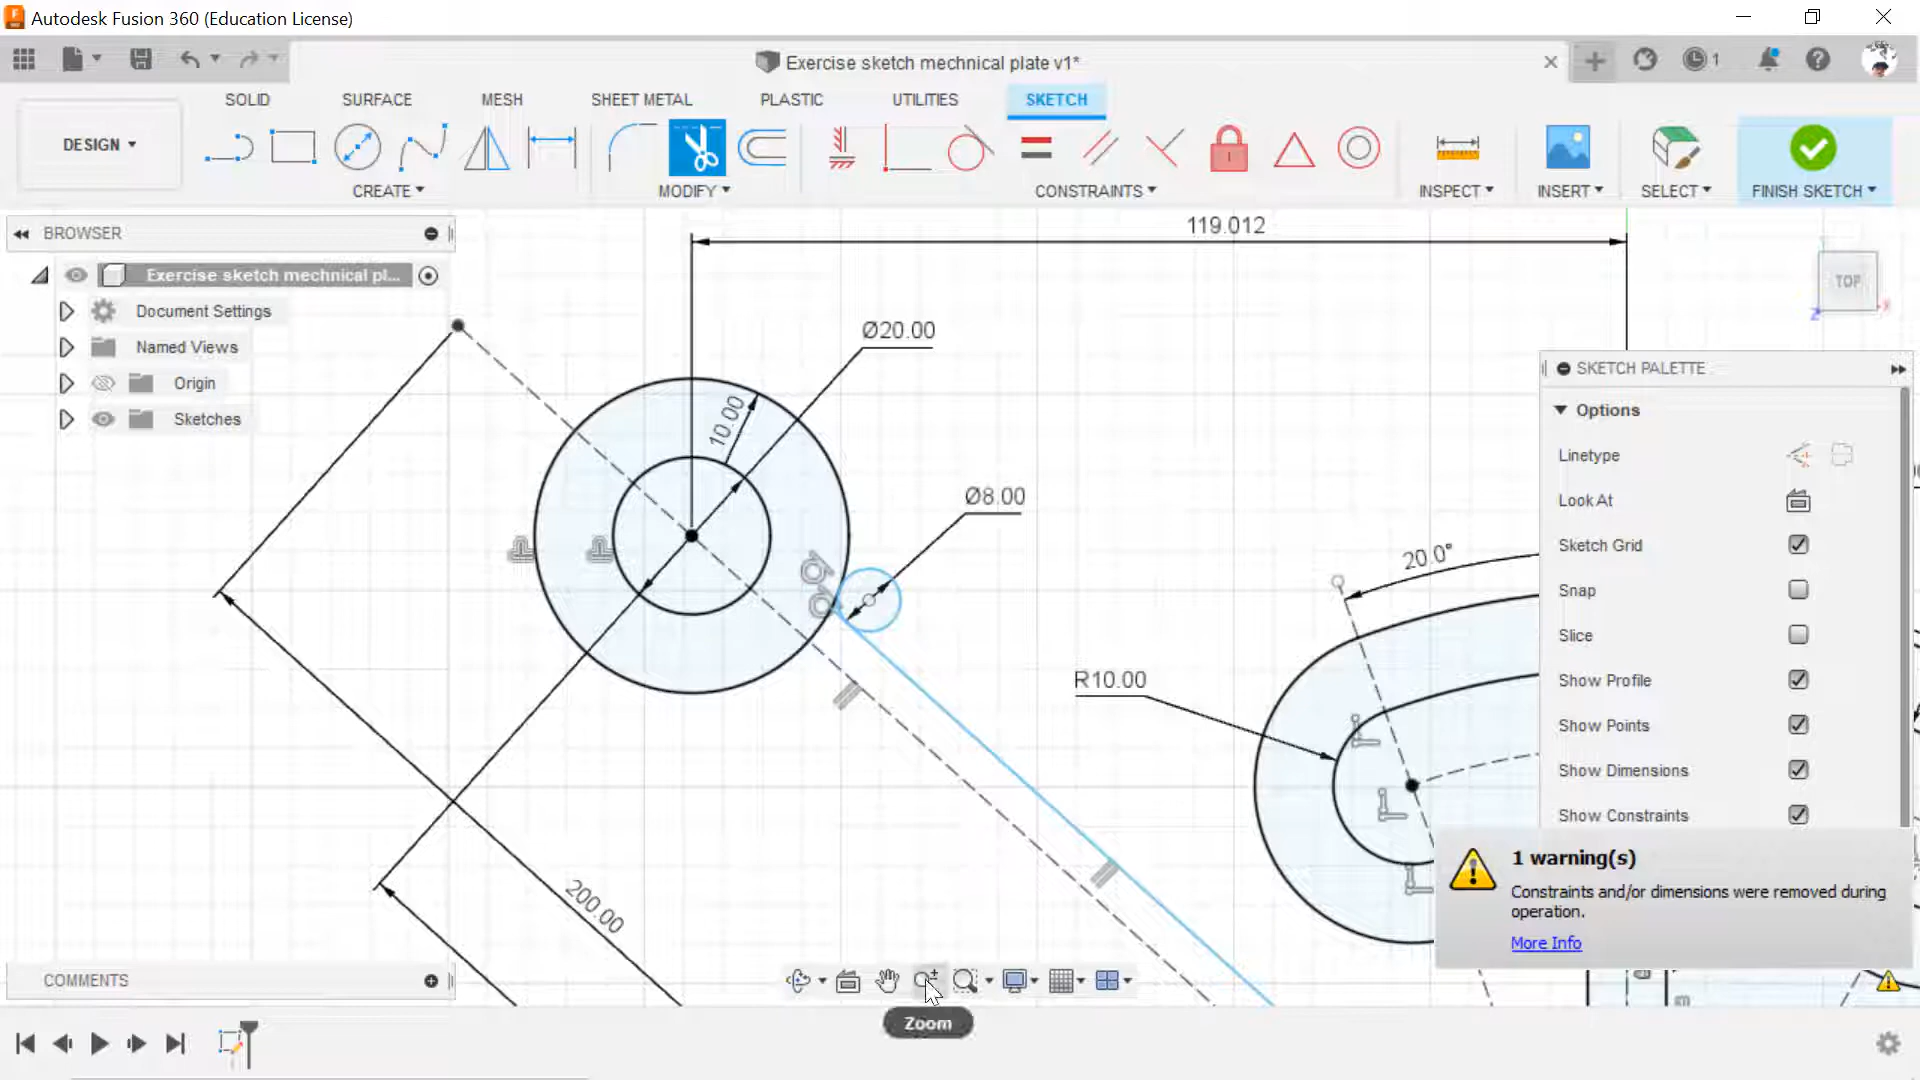 Autodesk Fusion 360 (Education License)
Exercise sketch mechnical plate v1*
1
SOLID
SURFACE
MESH
SHEET METAL
PLASTIC
UTILITIES
SKETCH
DESIGN
CREATE
MODIFY
CONSTRAINTS
INSPECT
INSERT
SELECT
FINISH SKETCH
BROWSER
Exercise sketch mechnical pl...
Document Settings
Named Views
Origin
Sketches
119.012
TOP
Ø20.00
10.00
Ø8.00
20.0°
R10.00
200.00
SKETCH PALETTE
Options
Linetype
Look At
Sketch Grid
Snap
Slice
Show Profile
Show Points
Show Dimensions
Show Constraints
1 warning(s)
Constraints and/or dimensions were removed during
operation.
More Info
COMMENTS
Zoom